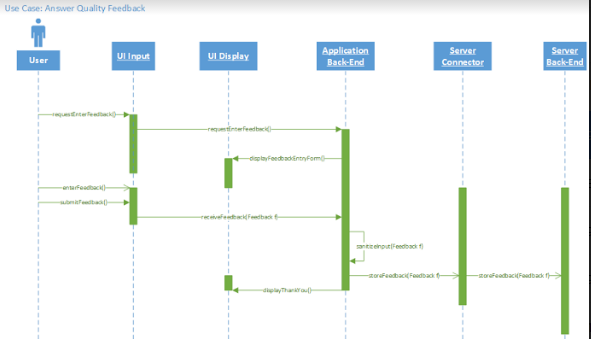 Use Case: Answer Quality Feedback
User
UI Input
UI Display
Application
Back-End
Server
Connector
Server
Back-End
requestEnterFeedback()
requestEnterFeedback()
displayFeedbackEntryForm()
enterFeedback()
submitFeedback()
receiveFeedback(Feedback f)
sanitizeInput(Feedback f)
storeFeedback(Feedback f)
storeFeedback(Feedback f)
displayThankYou()